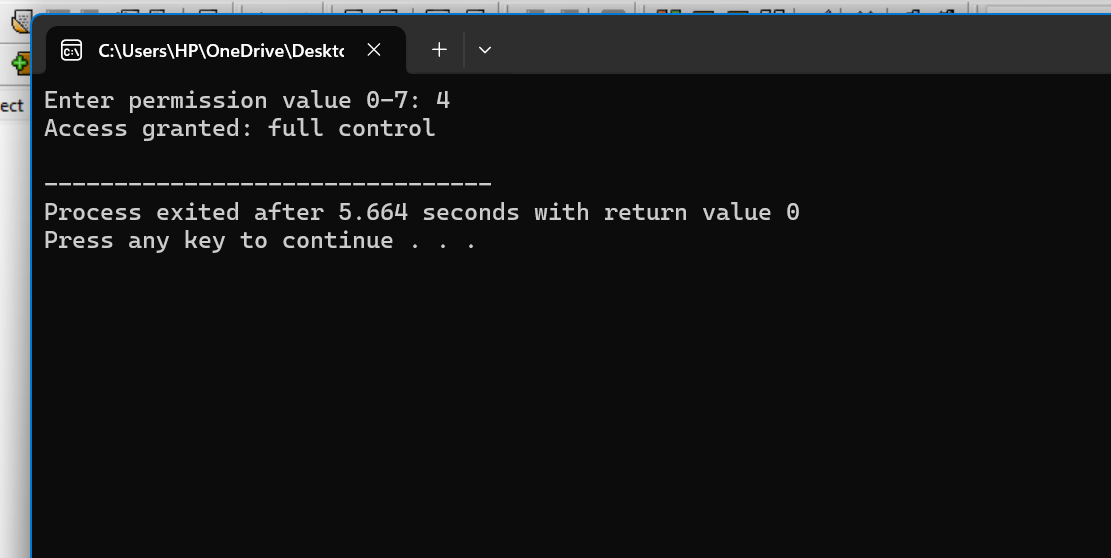 C:\Users\HP\OneDrive\Deskto
ect
Enter permission value 0-7: 4
Access granted: full control
--------------------------------
Process exited after 5.664 seconds with return value 0
Press any key to continue . . .